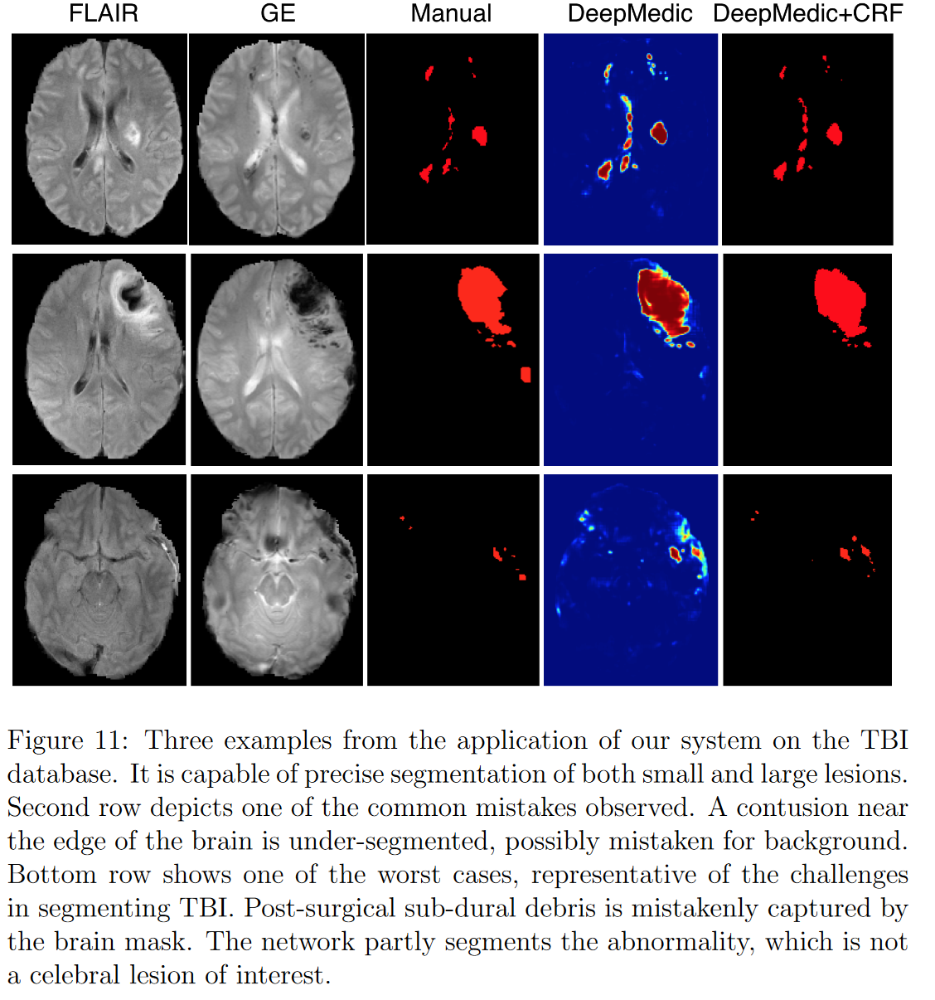 FLAIR GE Manual DeepMedic DeepMedic+CRF
Figure 11: Three examples from the application of our system on the TBI
database. It is capable of precise segmentation of both small and large lesions.
Second row depicts one of the common mistakes observed. A contusion near
the edge of the brain is under-segmented, possibly mistaken for background.
Bottom row shows one of the worst cases, representative of the challenges
in segmenting TBI. Post-surgical sub-dural debris is mistakenly captured by
the brain mask. The network partly segments the abnormality, which is not
a celebral lesion of interest.